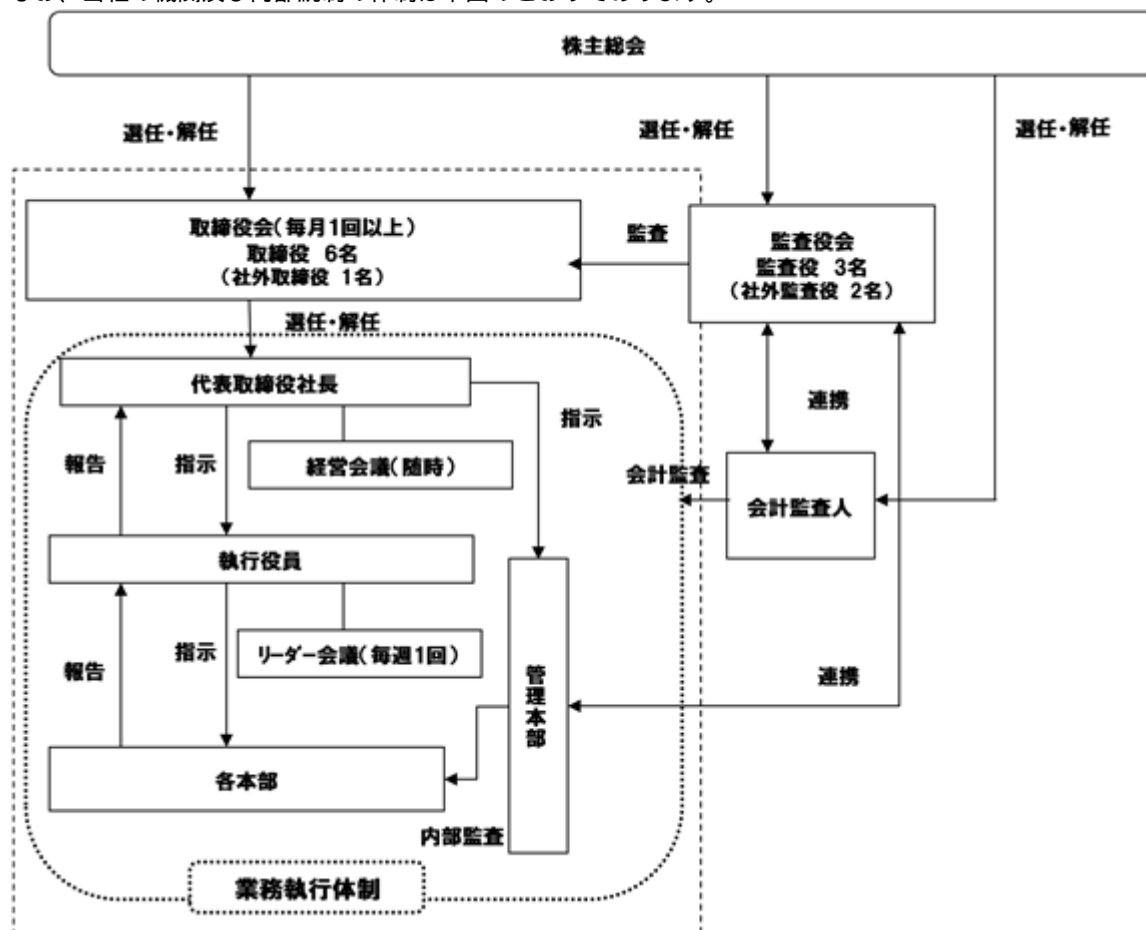 株主総会
選任・解任
選任・解任
選任・解任
取締役会(毎月1回以上)
取締役 6名
(社外取締役 1名)
監査
監査役会
監査役 3名
(社外監査役 2名)
選任・解任
代表取締役社長
指示
連携
報告
指示
経営会議(随時)
会計監査
会計監査人
執行役員
報告
指示
リーダー会議(毎週1回)
管理本部
連携
各本部
内部監査
業務執行体制